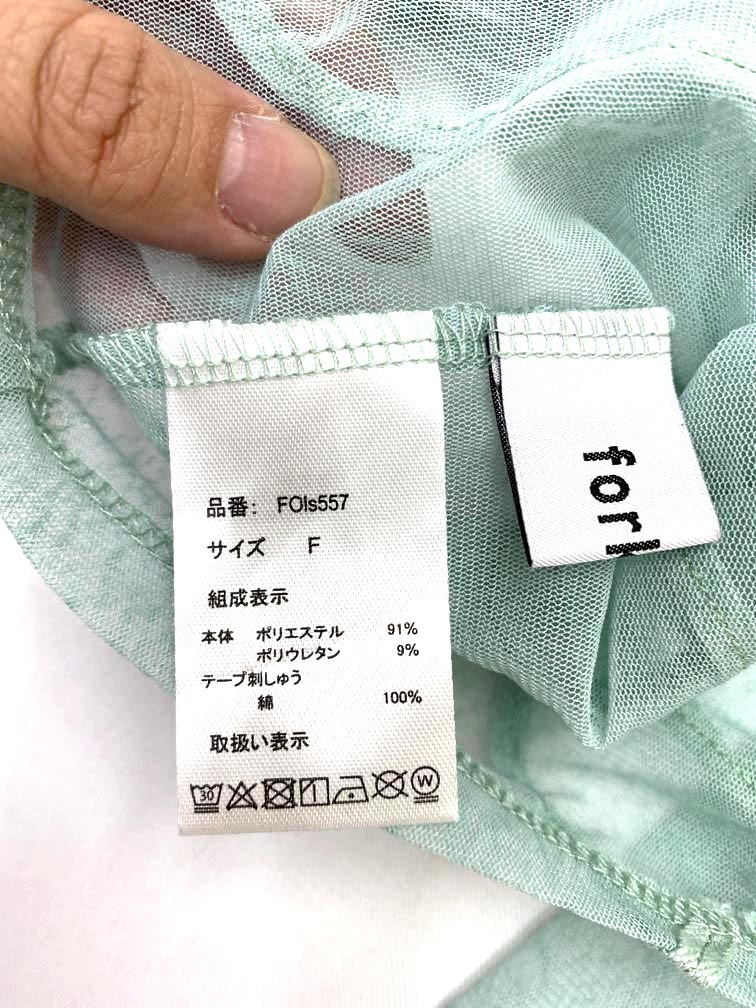 品番： FOIs557
サイズ F
組成表示
本体 ポリエステル 91%
ポリウレタン 9%
テープ刺しゅう
綿 100%
取扱い表示
30
W